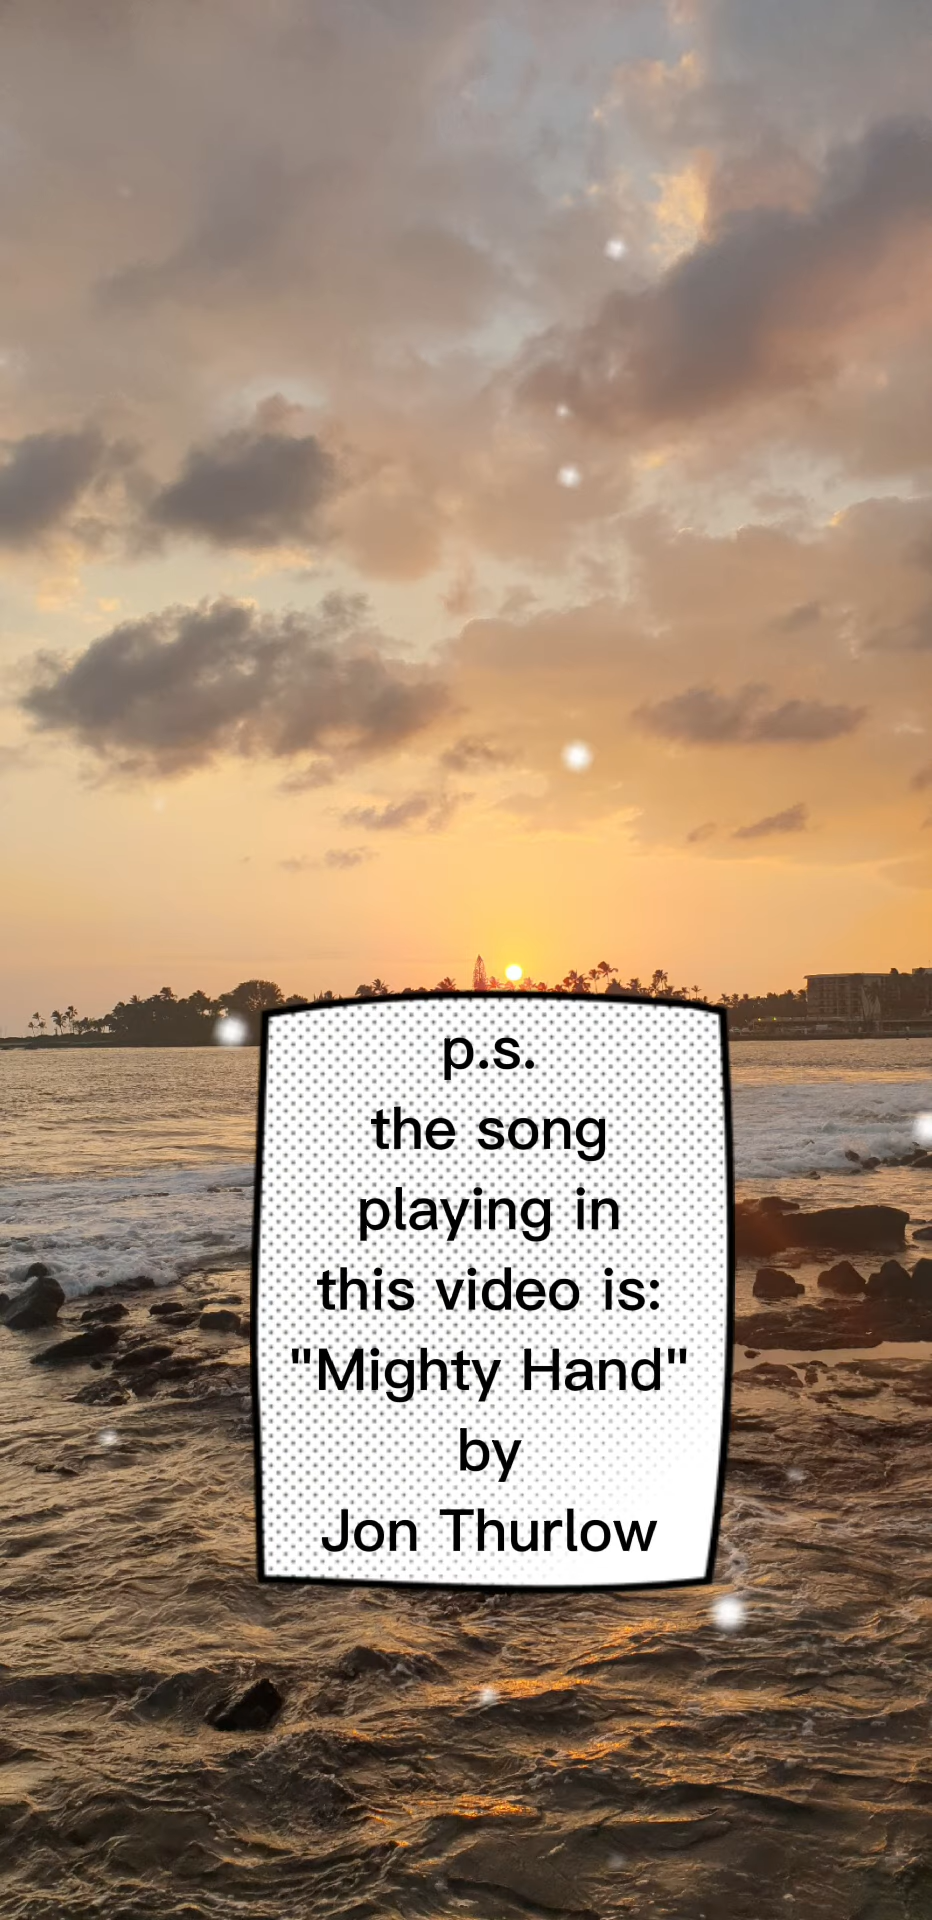 p.s.
the song
playing in
this video is:
"Mighty Hand"
by
Jon Thurlow